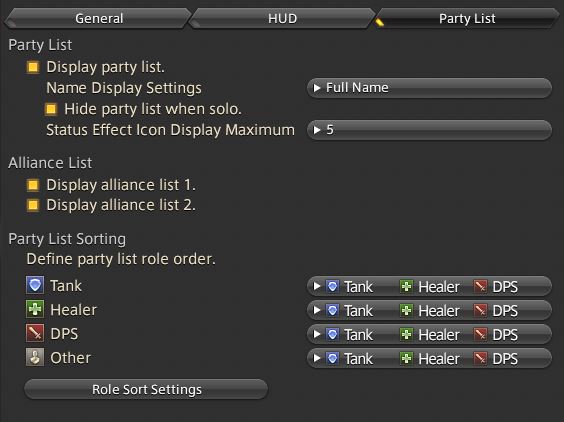 General HUD Party List
Party List
Display party list.
Name Display Settings Full Name
Hide party list when solo.
Status Effect Icon Display Maximum 5
Alliance List
Display alliance list 1.
Display alliance list 2.
Party List Sorting
Define party list role order.
Tank Tank Healer DPS
Healer Tank Healer DPS
DPS Tank Healer DPS
Other Tank Healer DPS
Role Sort Settings